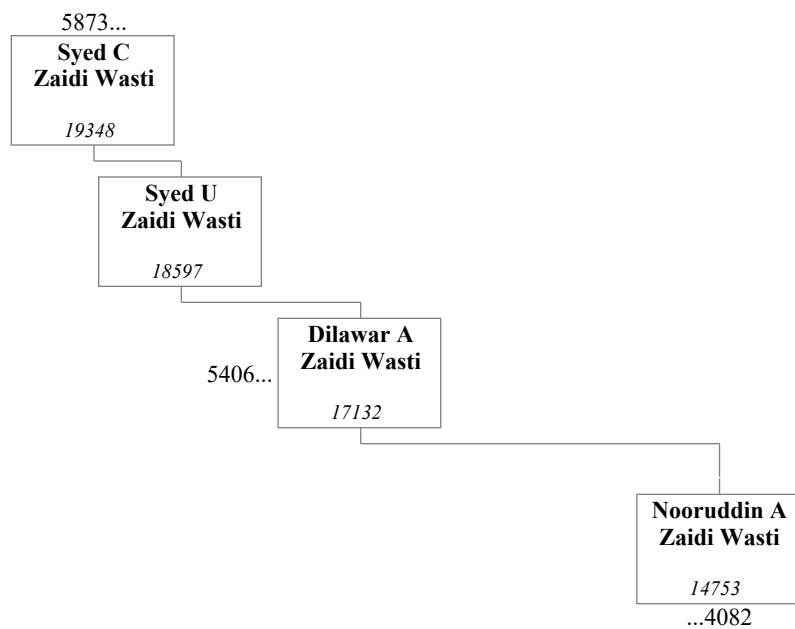 5873...
Syed C
Zaidi Wasti
19348
Syed U
Zaidi Wasti
18597
Dilawar A
Zaidi Wasti
5406...
17132
Nooruddin A
Zaidi Wasti
14753
...4082